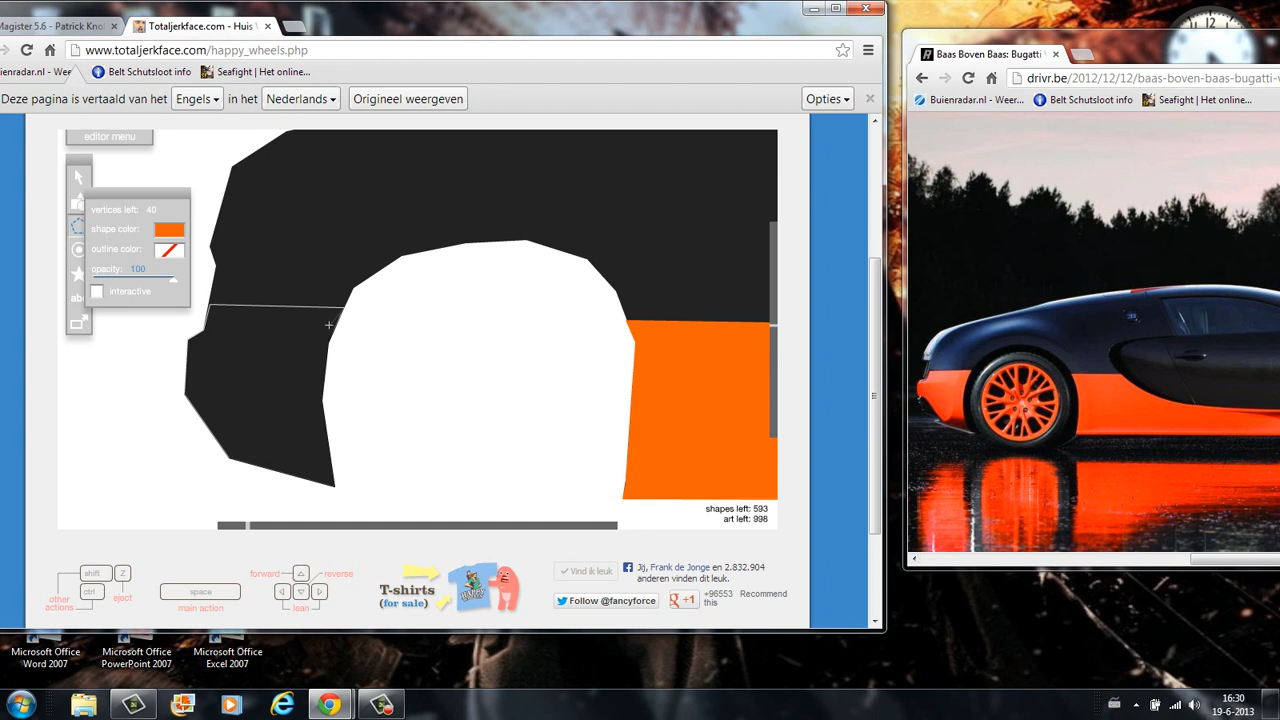 Magister 5.6 - Patrick Kno
Totaljerkface.com - Huis
www.totaljerkface.com/happy_wheels.php
Belt Schutsloot info
Seafight | Het online...
Deze pagina is vertaald van het
Engels
in het
Nederlands
Origineel weergeven
Opties
editor menu
vertices left: 40
shape color:
outline color:
opacity: 100
interactive
shapes left: 593
art left: 998
shift
Z
ctrl
eject
other
actions
space
main action
forward
reverse
lean
T-shirts
(for sale)
Vind ik leuk
Jij, Frank de Jonge en 2.832.904
anderen vinden dit leuk.
Follow @fancyforce
+1
+96553 Recommend
this
Baas Boven Baas: Bugatti
drivr.be/2012/12/12/baas-boven-baas-bugatti-
Buienradar.nl - Weer...
Belt Schutsloot info
Seafight | Het online...
Microsoft Office
Word 2007
Microsoft Office
PowerPoint 2007
Microsoft Office
Excel 2007
16:30
19-6-2013